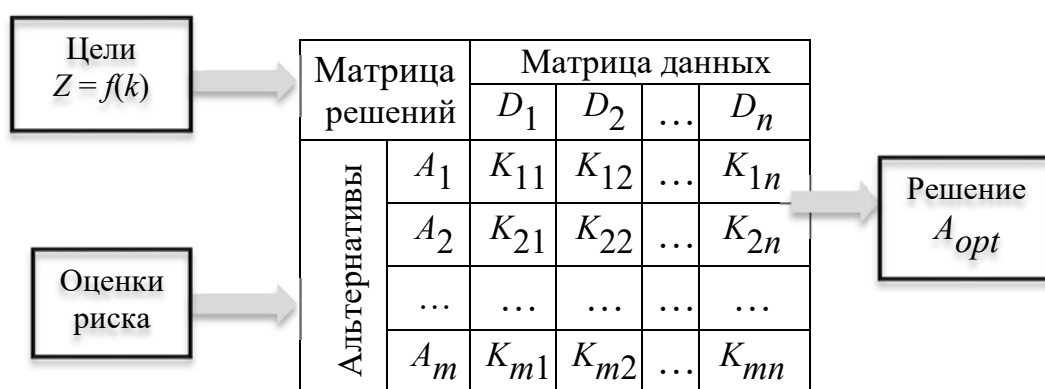 Цели
Z = f(k)
Оценки
риска
Матрица
решений
Матрица данных
D1 D2 … Dn
Альтернативы
A1 K11 K12 … K1n
A2 K21 K22 … K2n
… … … … …
Am Km1 Km2 … Kmn
Решение
Aopt